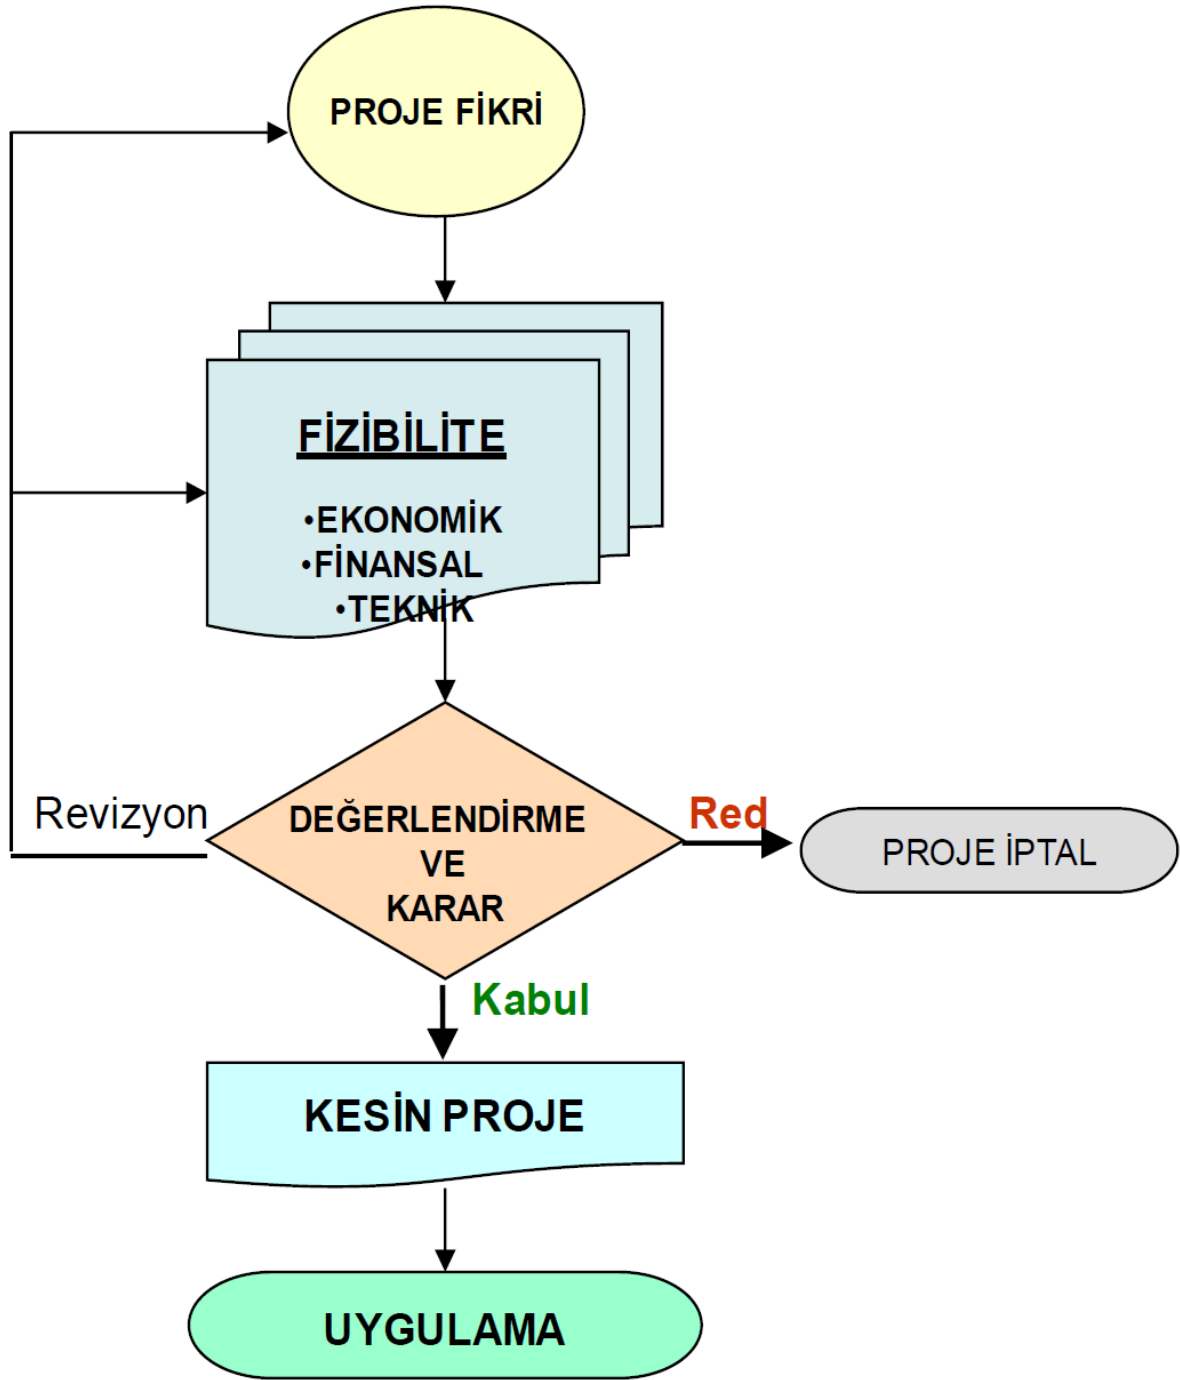 PROJE FİKRİ
FİZİBİLİTE
•EKONOMİK
•FİNANSAL
•TEKNİK
Revizyon
DEĞERLENDİRME
VE
KARAR
Red
PROJE İPTAL
Kabul
KESİN PROJE
UYGULAMA